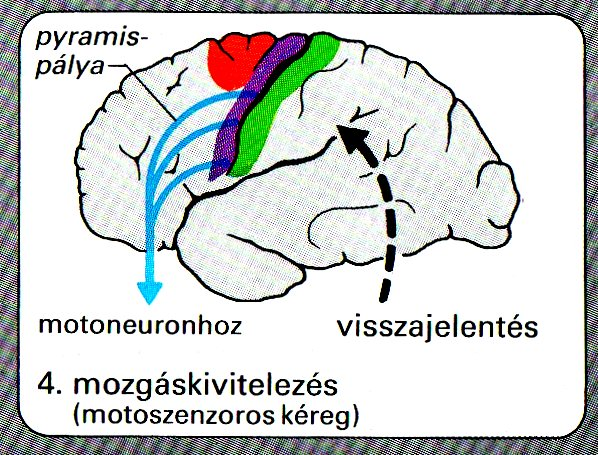 pyramis-
pálya
motoneuronhoz
visszajelentés
4. mozgáskivitelezés
(motoszenzoros kéreg)